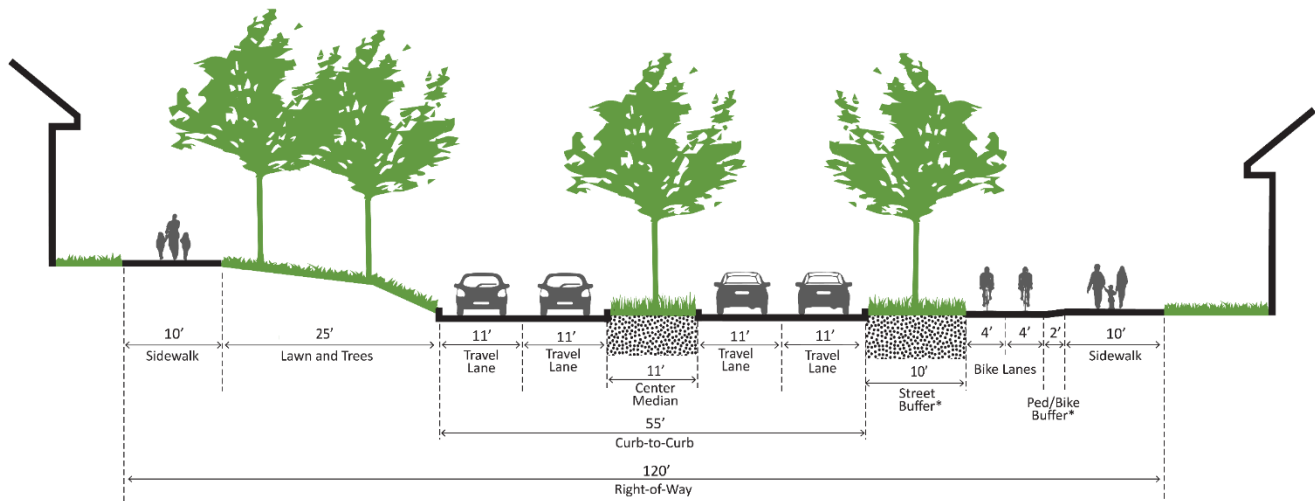 10’
Sidewalk
25’
Lawn and Trees
11’
Travel
Lane
11’
Travel
Lane
11’
Center
Median
11’
Travel
Lane
11’
Travel
Lane
10’
Street
Buffer*
4’
4’
Bike Lanes
2’
Ped/Bike
Buffer*
10’
Sidewalk
55’
Curb-to-Curb
120’
Right-of-Way